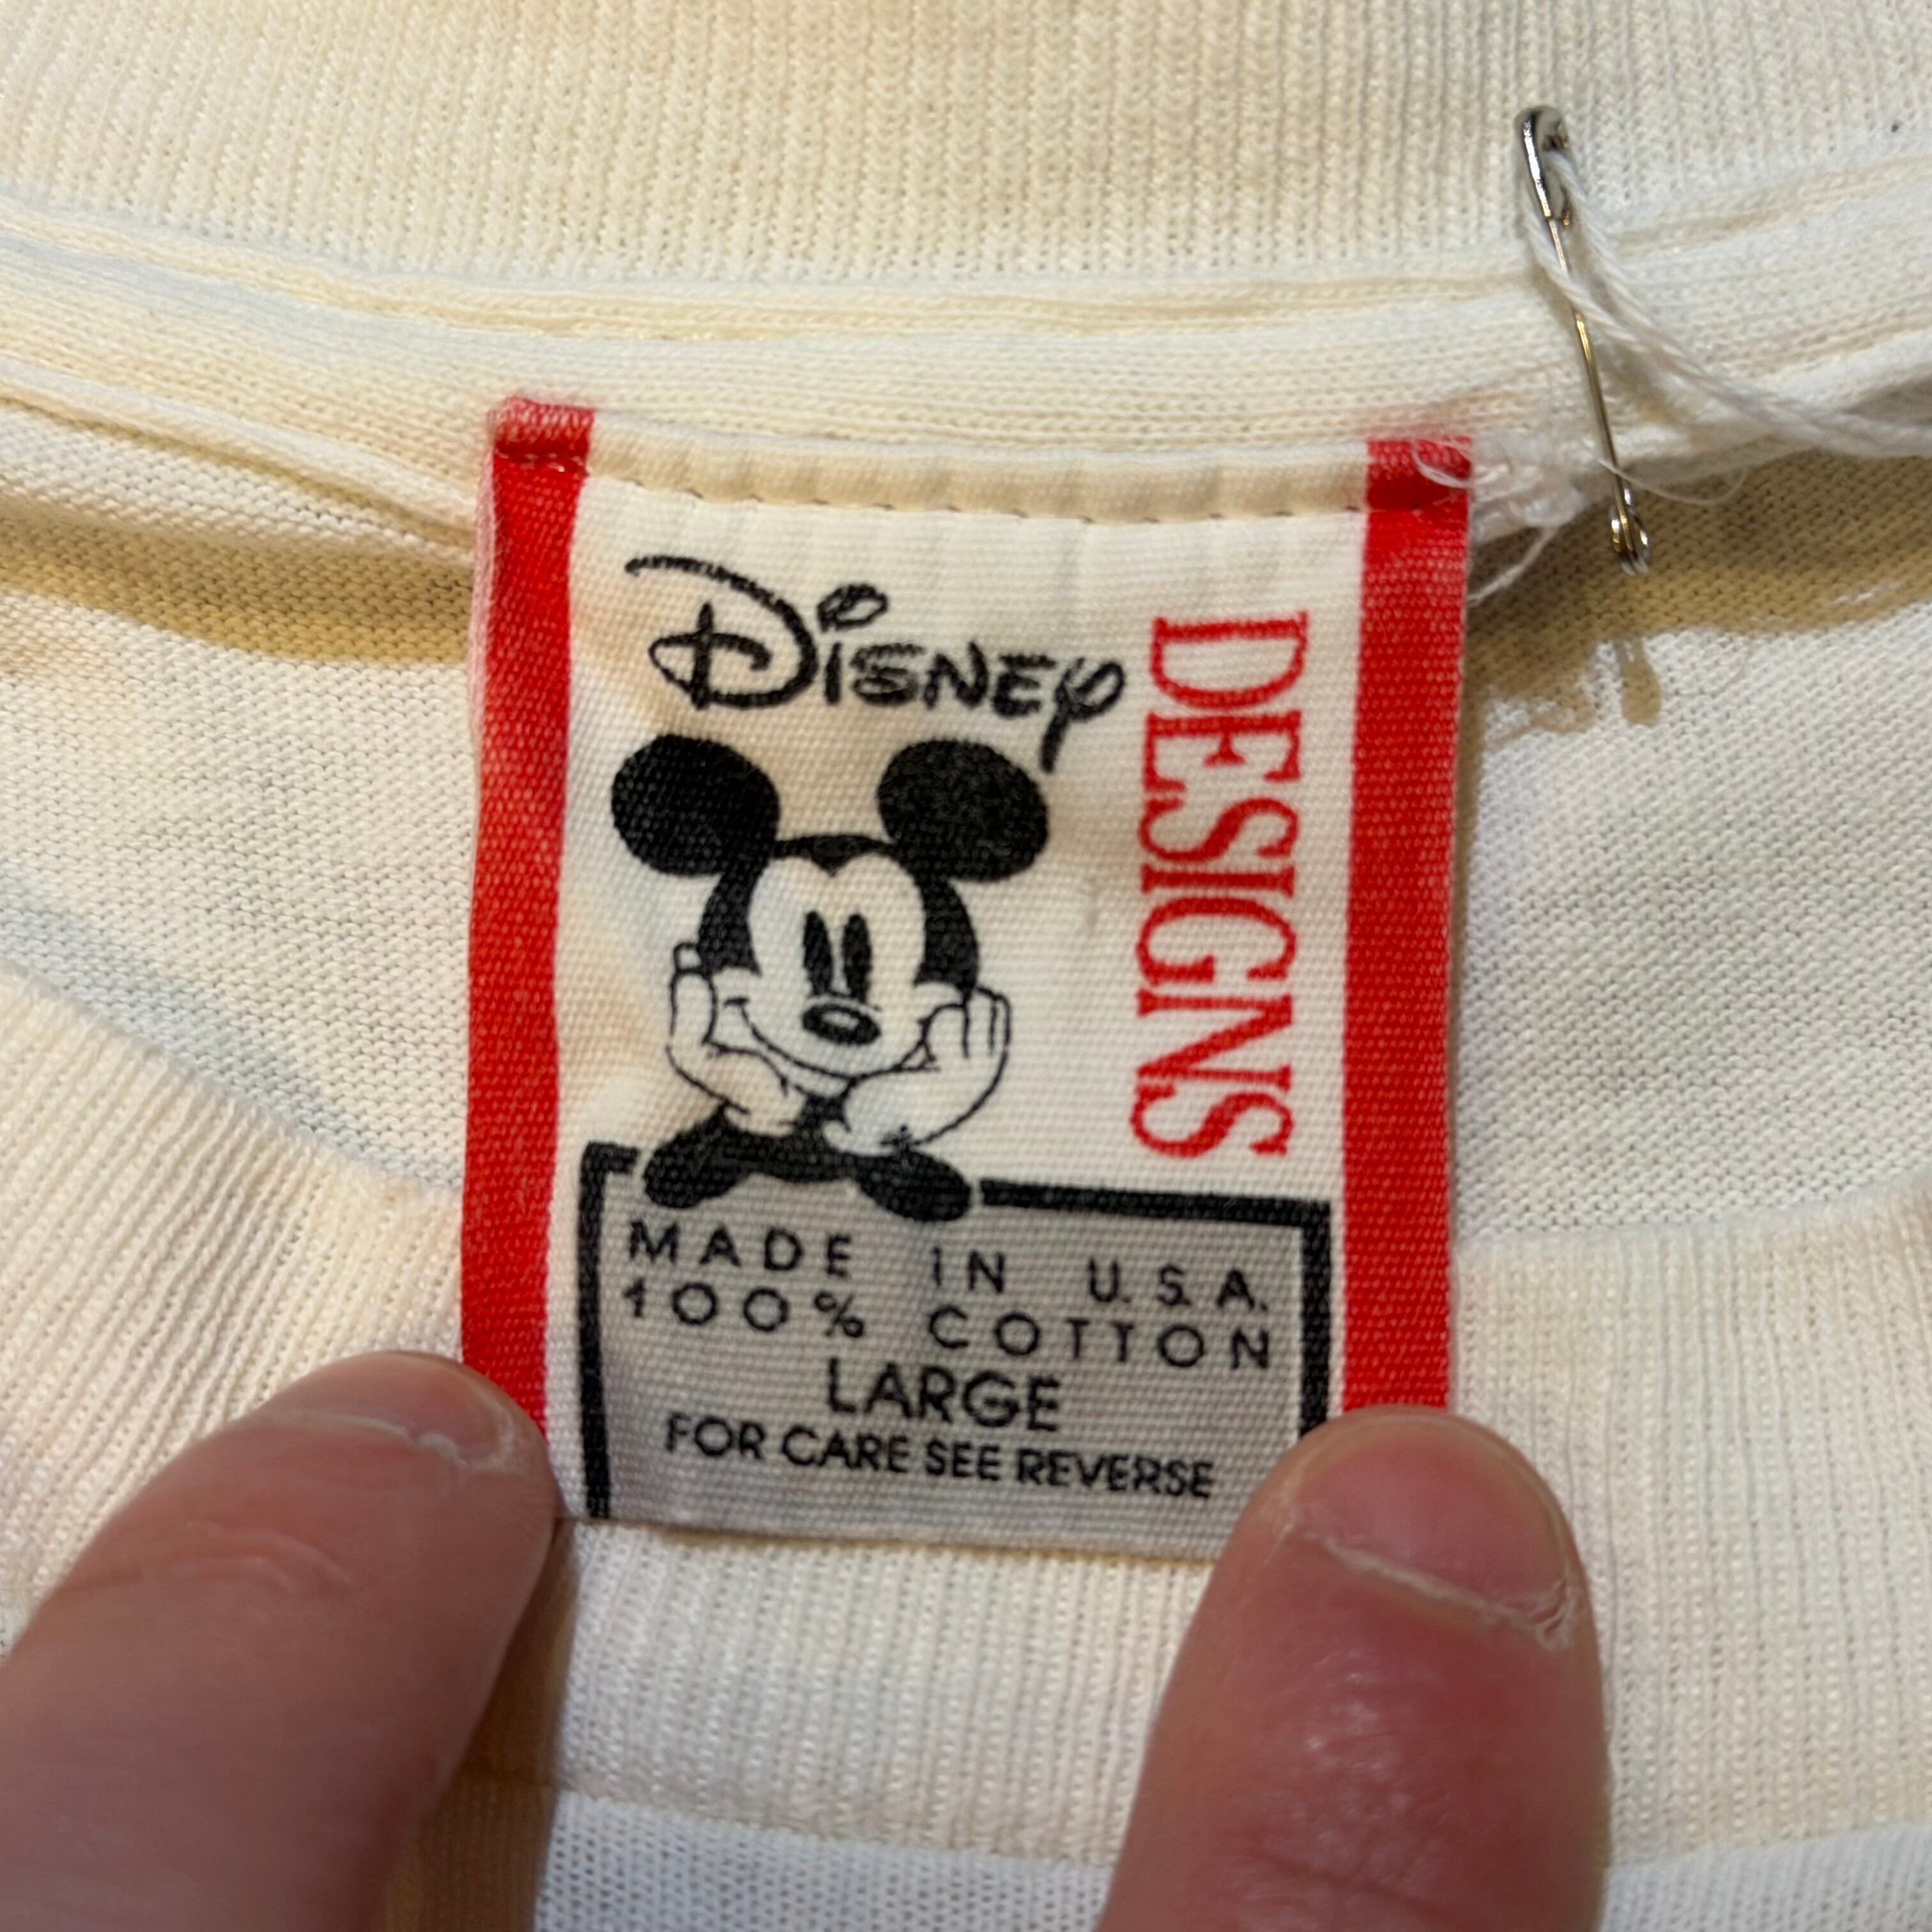 Disney
DESIGNS
MADE IN U.S.A.
100% COTTON
LARGE
FOR CARE SEE REVERSE